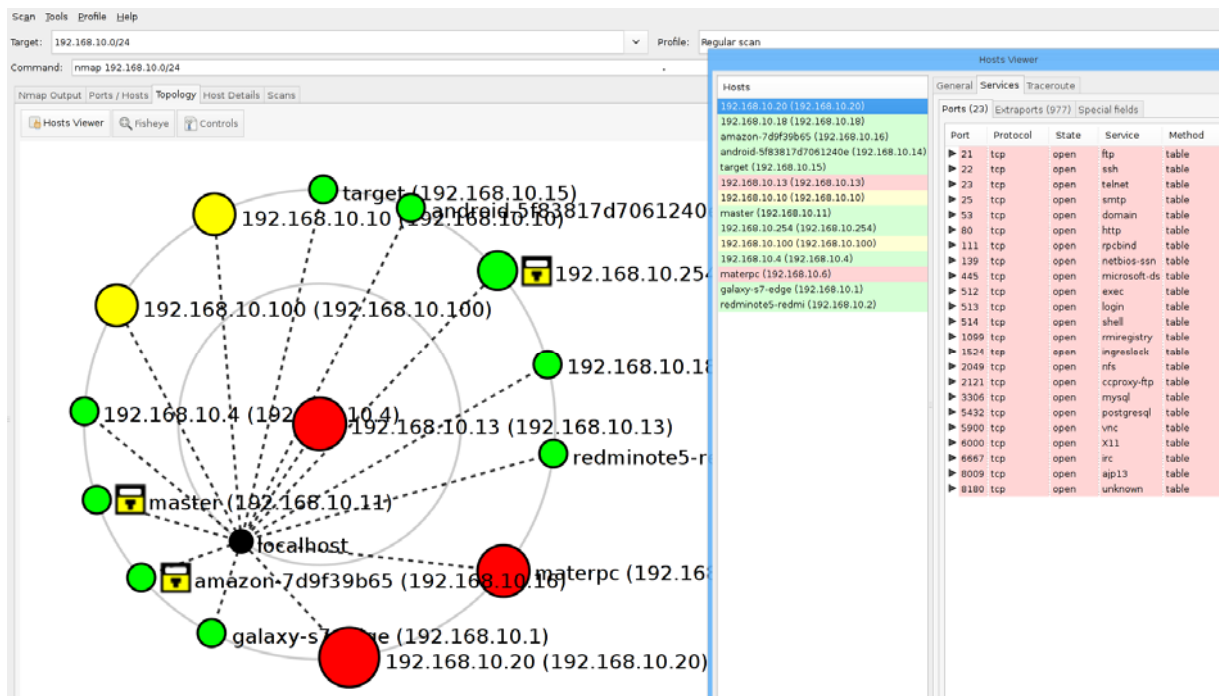 Scan Tools Profile Help
Target: 192.168.10.0/24
Profile: Regular scan
Command: nmap 192.168.10.0/24
Nmap Output Ports / Hosts Topology Host Details Scans
Hosts Viewer Fisheye Controls
target (192.168.10.15)
android-5f83817d7061240
192.168.10.10 (192.168.10.10)
192.168.10.254
192.168.10.100 (192.168.10.100)
192.168.10.18
192.168.10.4 (192.168.10.4)
192.168.10.13 (192.168.10.13)
redminote5-r
master (192.168.10.11)
localhost
materpc (192.168
amazon-7d9f39b65 (192.168.10.16)
galaxy-s7-edge (192.168.10.1)
192.168.10.20 (192.168.10.20)
Hosts Viewer
Hosts
192.168.10.20 (192.168.10.20)
192.168.10.18 (192.168.10.18)
amazon-7d9f39b65 (192.168.10.16)
android-5f83817d7061240e (192.168.10.14)
target (192.168.10.15)
192.168.10.13 (192.168.10.13)
192.168.10.10 (192.168.10.10)
master (192.168.10.11)
192.168.10.254 (192.168.10.254)
192.168.10.100 (192.168.10.100)
192.168.10.4 (192.168.10.4)
materpc (192.168.10.6)
galaxy-s7-edge (192.168.10.1)
redminote5-redmi (192.168.10.2)
General Services Traceroute
Ports (23) Extraports (977) Special fields
Port Protocol State Service Method
21 tcp open ftp table
22 tcp open ssh table
23 tcp open telnet table
25 tcp open smtp table
53 tcp open domain table
80 tcp open http table
111 tcp open rpcbind table
139 tcp open netbios-ssn table
445 tcp open microsoft-ds table
512 tcp open exec table
513 tcp open login table
514 tcp open shell table
1099 tcp open rmiregistry table
1524 tcp open ingreslock table
2049 tcp open nfs table
2121 tcp open ccproxy-ftp table
3306 tcp open mysql table
5432 tcp open postgresql table
5900 tcp open vnc table
6000 tcp open X11 table
6667 tcp open irc table
8009 tcp open ajp13 table
8180 tcp open unknown table